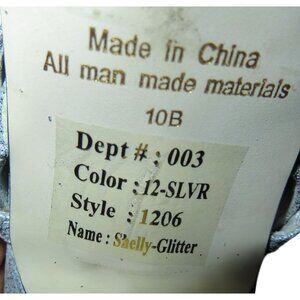 Made in China
All man made materials
10B
Dept # : 003
Color : 12-SLVR
Style : 1206
Name : Shelly-Glitter